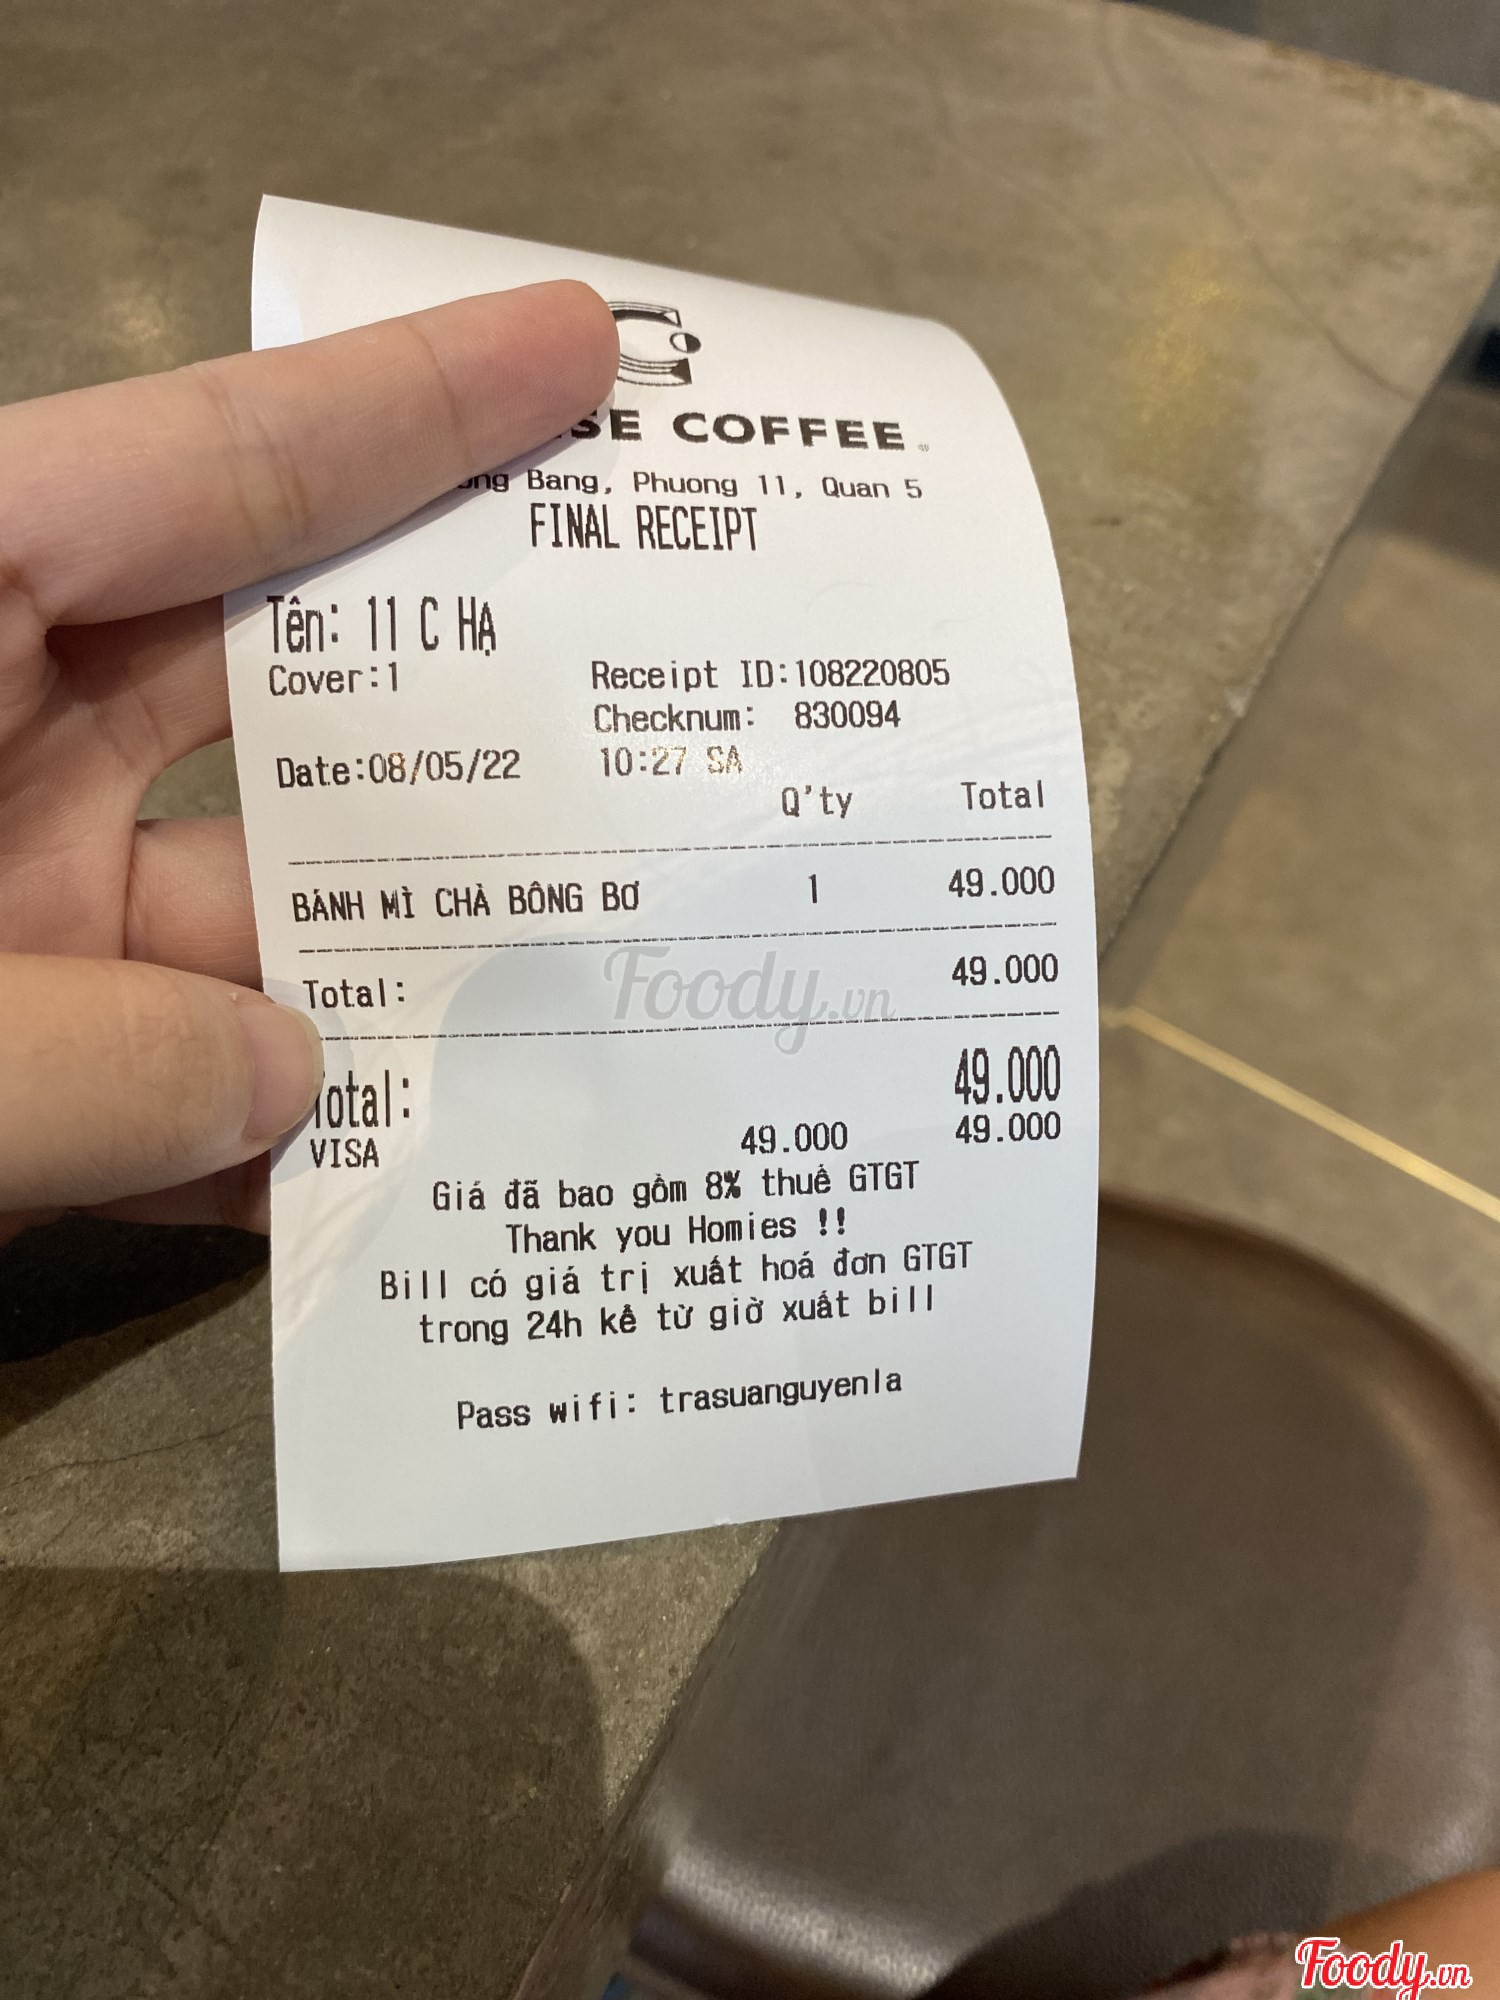 COFFEE
Bang, Phuong 11, Quan 5
FINAL RECEIPT
Tên: 11 C HẠ
Cover:1 Receipt ID:108220805
Checknum: 830094
Date:08/05/22 10:27 SA
Q'ty Total
BÁNH MÌ CHÀ BÔNG BƠ 1 49.000
Total: 49.000
Foody.vn
Total: 49.000
VISA 49.000 49.000
Giá đã bao gồm 8% thuế GTGT
Thank you Homies !!
Bill có giá trị xuất hoá đơn GTGT
trong 24h kể từ giờ xuất bill
Pass wifi: trasuanguyenla
Foody.vn